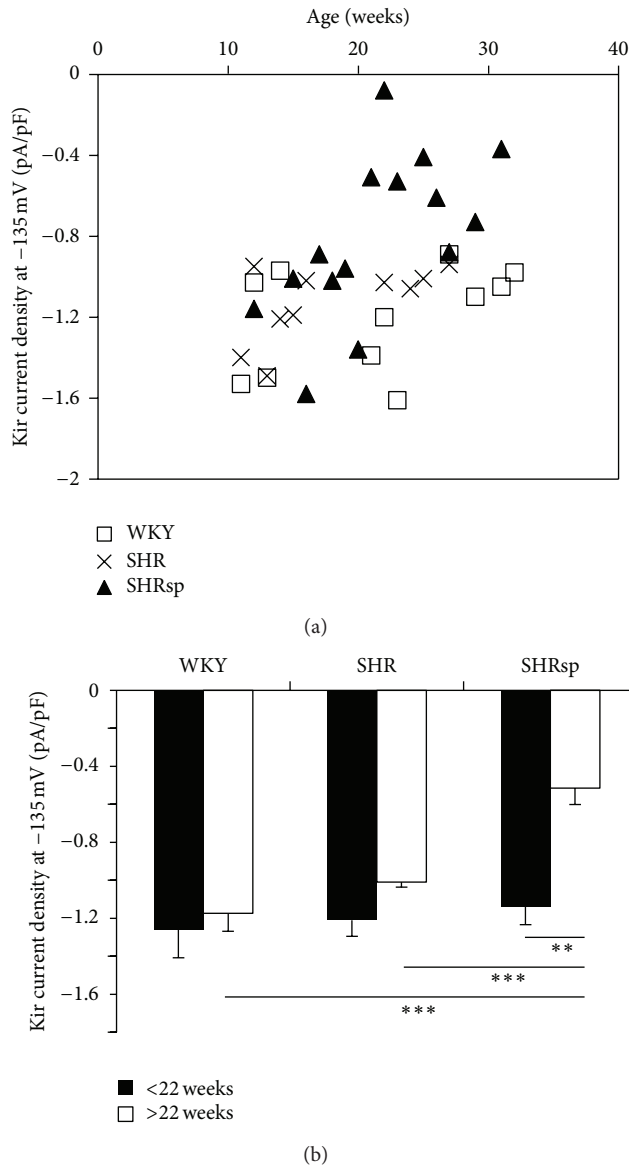 Age (weeks)
0 10 20 30 40
0
−0.4
−0.8
−1.2
−1.6
−2
Kir current density at −135 mV (pA/pF)
WKY
SHR
SHRsp
(a)
WKY SHR SHRsp
0
−0.4
−0.8
−1.2
−1.6
Kir current density at −135 mV (pA/pF)
**
***
***
<22 weeks
>22 weeks
(b)